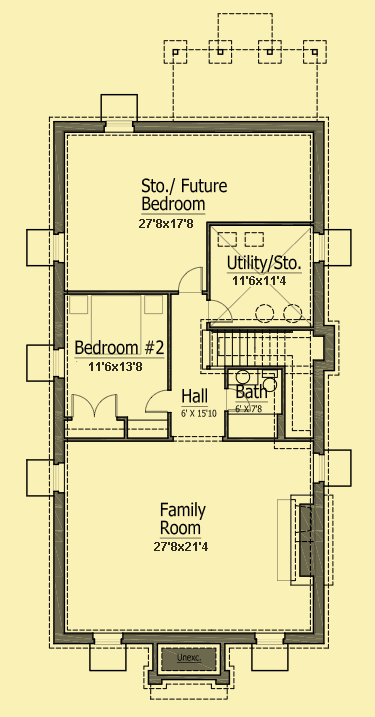 Sto./ Future
Bedroom
27'8x17'8
Utility/Sto.
11'6x11'4
Bedroom #2
11'6x13'8
Hall
6' X 15'10
Bath
6' X 7'8
Family
Room
27'8x21'4
Unexc.